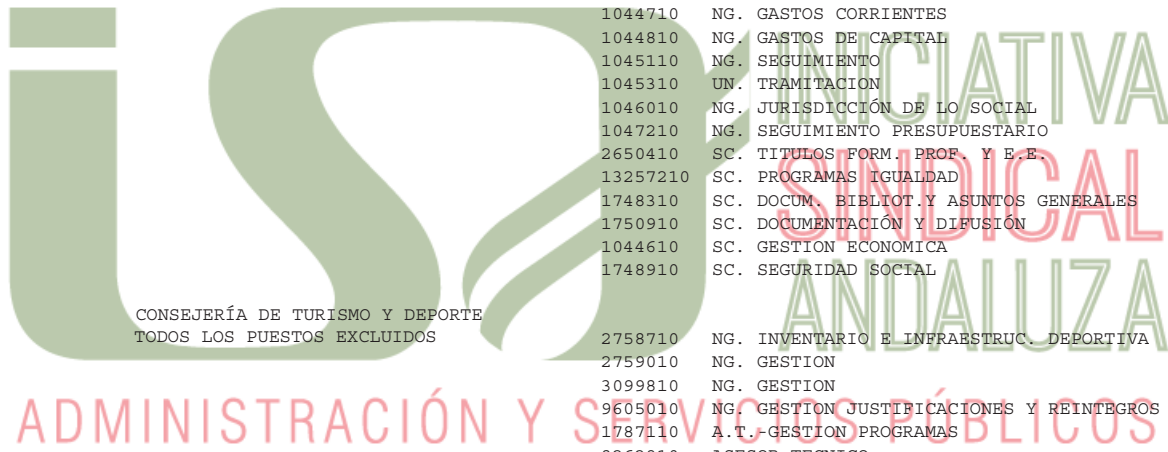 1044710 NG. GASTOS CORRIENTES
1044810 NG. GASTOS DE CAPITAL
1045110 NG. SEGUIMIENTO
1045310 UN. TRAMITACION
1046010 NG. JURISDICCIÓN DE LO SOCIAL
1047210 NG. SEGUIMIENTO PRESUPUESTARIO
2650410 SC. TITULOS FORM. PROF. Y E.E.
13257210 SC. PROGRAMAS IGUALDAD
1748310 SC. DOCUM. BIBLIOT.Y ASUNTOS GENERALES
1750910 SC. DOCUMENTACIÓN Y DIFUSIÓN
1044610 SC. GESTION ECONOMICA
1748910 SC. SEGURIDAD SOCIAL
isa
INICIATIVA
SINDICAL
ANDALUZA
CONSEJERÍA DE TURISMO Y DEPORTE
TODOS LOS PUESTOS EXCLUIDOS
2758710 NG. INVENTARIO E INFRAESTRUC. DEPORTIVA
2759010 NG. GESTION
3099810 NG. GESTION
9605010 NG. GESTION JUSTIFICACIONES Y REINTEGROS
1787110 A.T.-GESTION PROGRAMAS
ASESOR TECNICO
ADMINISTRACIÓN Y SERVICIOS PÚBLICOS